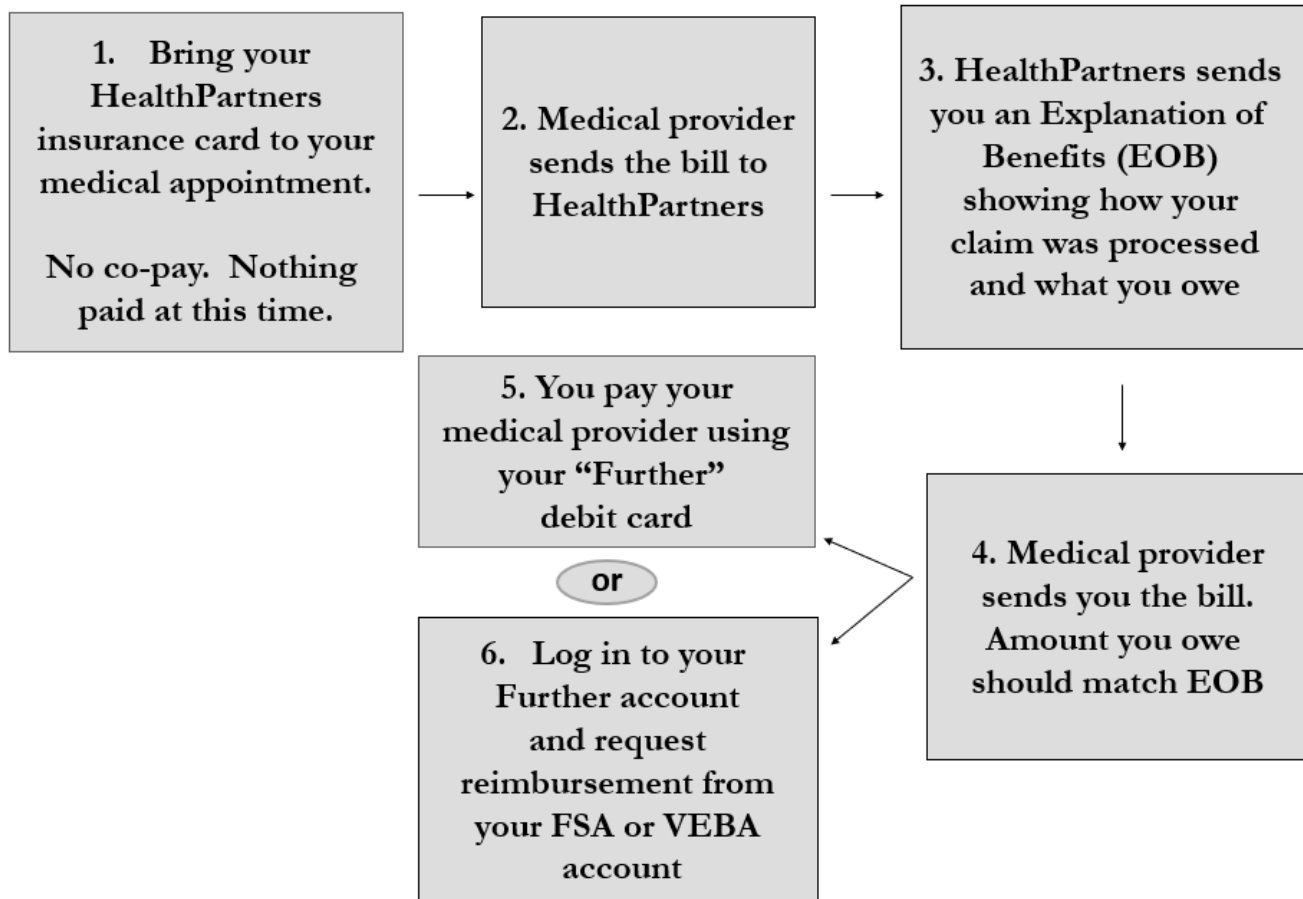 1. Bring your
HealthPartners
insurance card to your
medical appointment.
No co-pay. Nothing
paid at this time.
2. Medical provider
sends the bill to
HealthPartners
3. HealthPartners sends
you an Explanation of
Benefits (EOB)
showing how your
claim was processed
and what you owe
4. Medical provider
sends you the bill.
Amount you owe
should match EOB
5. You pay your
medical provider using
your “Further”
debit card
or
6. Log in to your
Further account
and request
reimbursement from
your FSA or VEBA
account